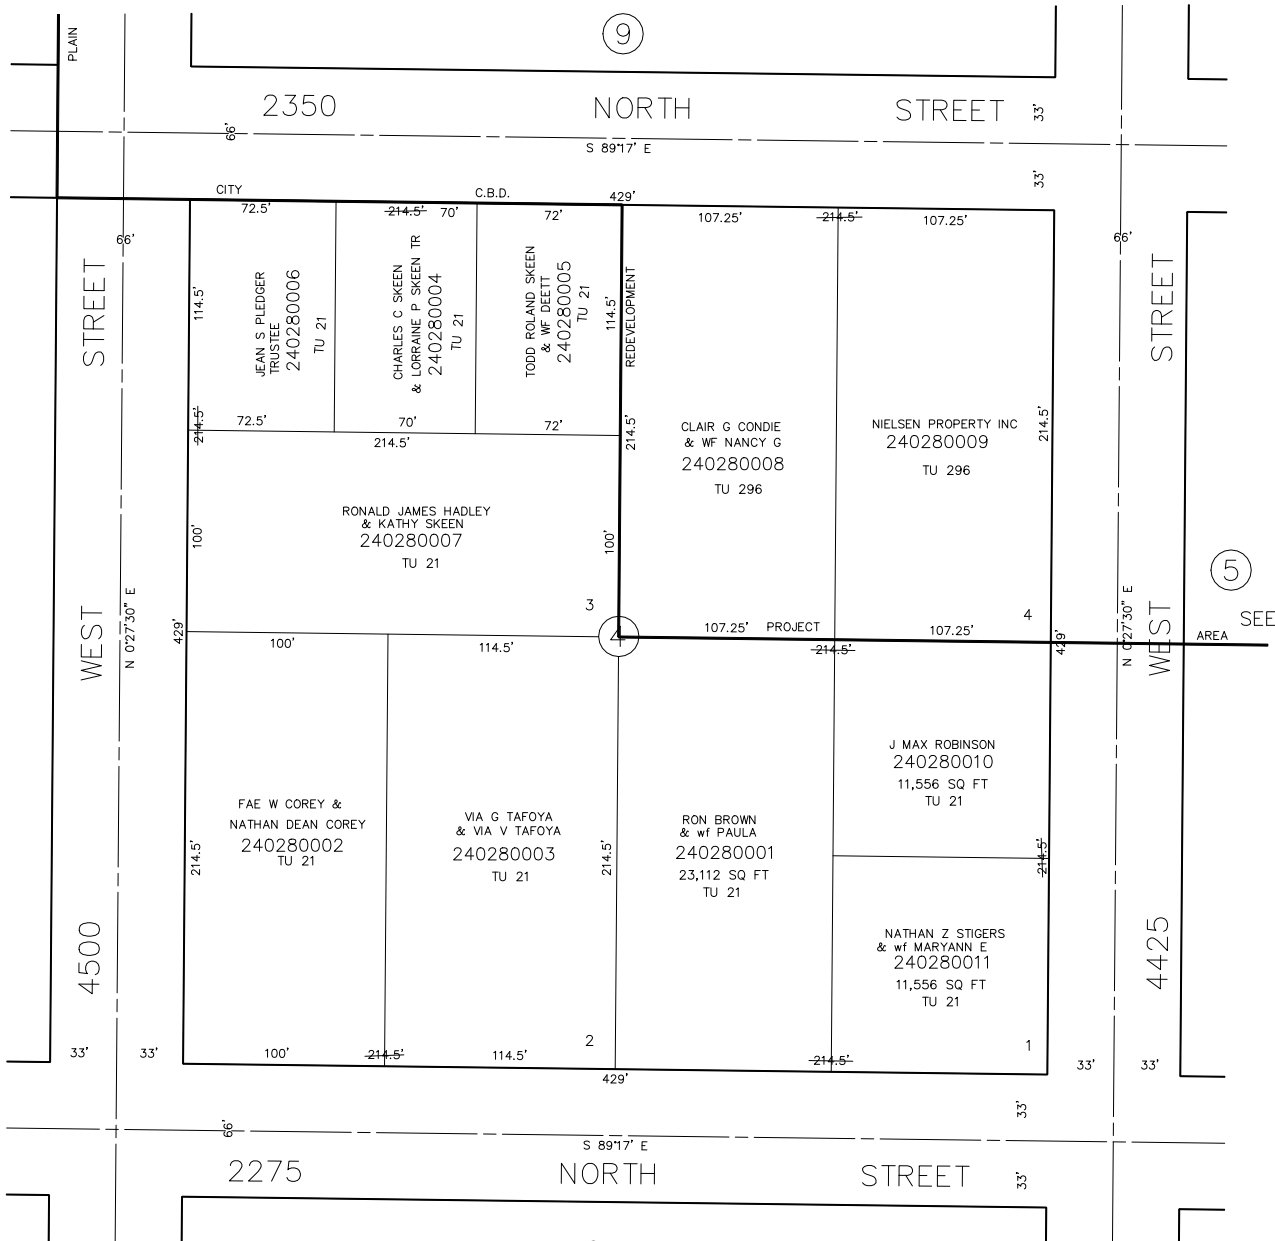 PLAIN
9
2350 NORTH STREET
66'
33'
S 89°17' E
33'
CITY
C.B.D.
429'
72.5'
214.5'
70'
72'
107.25'
214.5'
107.25'
66'
66'
STREET
WEST
4500
N 0°27'30" E
114.5'
JEAN S PLEDGER
TRUSTEE
240280006
TU 21
CHARLES C SKEEN
& LORRAINE P SKEEN TR
240280004
TU 21
TODD ROLAND SKEEN
& WF DEETT
240280005
TU 21
114.5'
REDEVELOPMENT
214.5'
72.5'
70'
72'
214.5'
214.5'
CLAIR G CONDIE
& WF NANCY G
240280008
TU 296
NIELSEN PROPERTY INC
240280009
TU 296
214.5'
STREET
WEST
4425
N 0°27'30" E
RONALD JAMES HADLEY
& KATHY SKEEN
240280007
TU 21
100'
100'
5
SEE
3
4
4
429'
100'
114.5'
107.25'
PROJECT
214.5'
107.25'
429'
AREA
J MAX ROBINSON
240280010
11,556 SQ FT
TU 21
FAE W COREY &
NATHAN DEAN COREY
240280002
TU 21
214.5'
VIA G TAFOYA
& VIA V TAFOYA
240280003
TU 21
214.5'
RON BROWN
& wf PAULA
240280001
23,112 SQ FT
TU 21
214.5'
NATHAN Z STIGERS
& wf MARYANN E
240280011
11,556 SQ FT
TU 21
33'
33'
100'
214.5'
114.5'
2
429'
214.5'
1
33'
33'
66'
S 89°17' E
33'
2275 NORTH STREET
33'